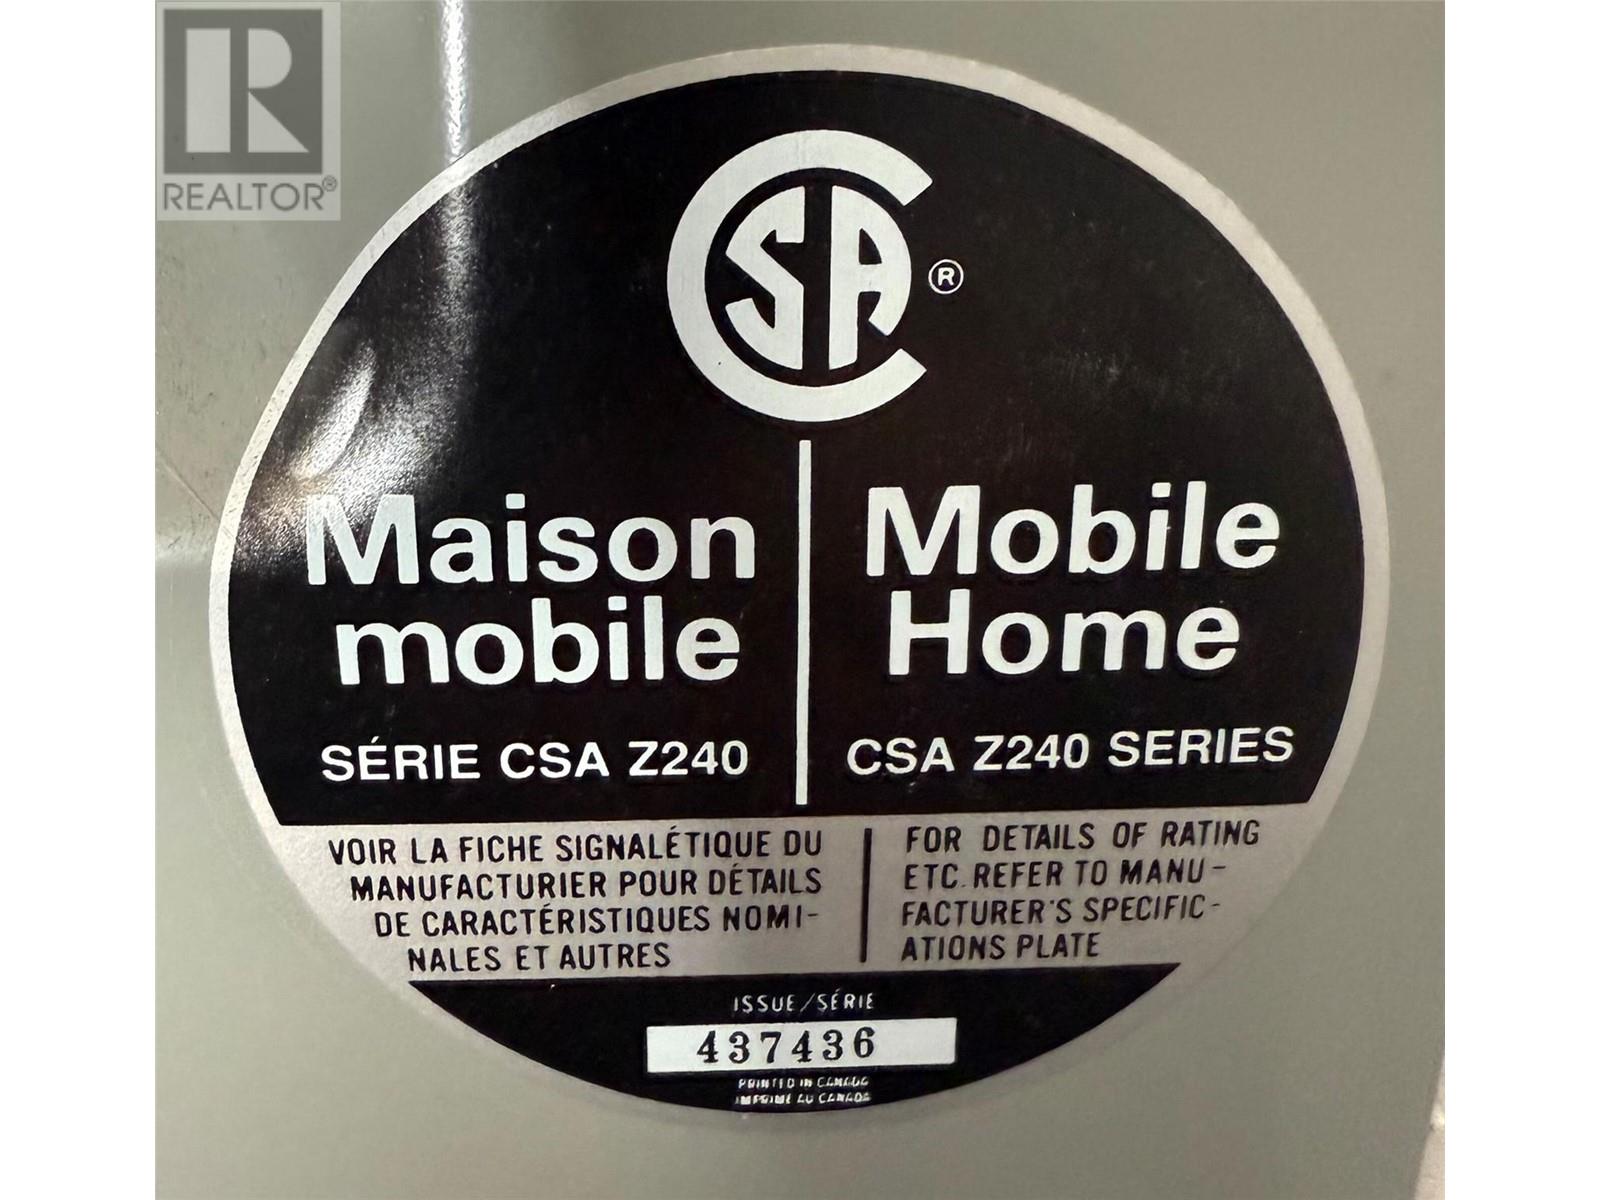 REALTOR®
CSA ®
Maison
mobile
SÉRIE CSA Z240
Mobile
Home
CSA Z240 SERIES
VOIR LA FICHE SIGNALÉTIQUE DU
MANUFACTURIER POUR DÉTAILS
DE CARACTÉRISTIQUES NOMI-
NALES ET AUTRES
FOR DETAILS OF RATING
ETC. REFER TO MANU-
FACTURER'S SPECIFIC-
ATIONS PLATE
ISSUE/SÉRIE
437436
PRINTED IN CANADA
IMPRIMÉ AU CANADA